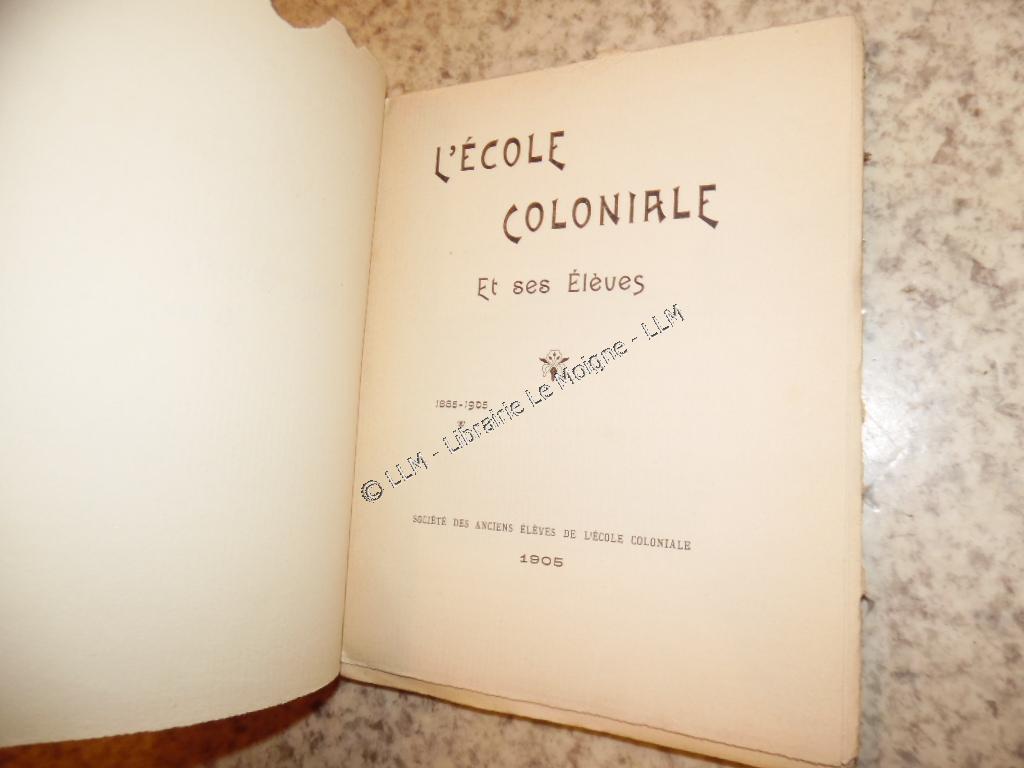 L'ÉCOLE
COLONIALE
Et ses Élèves
1885-1905
© LLM - Librairie Le Moigne - LLM
SOCIÉTÉ DES ANCIENS ÉLÈVES DE L'ÉCOLE COLONIALE
1905